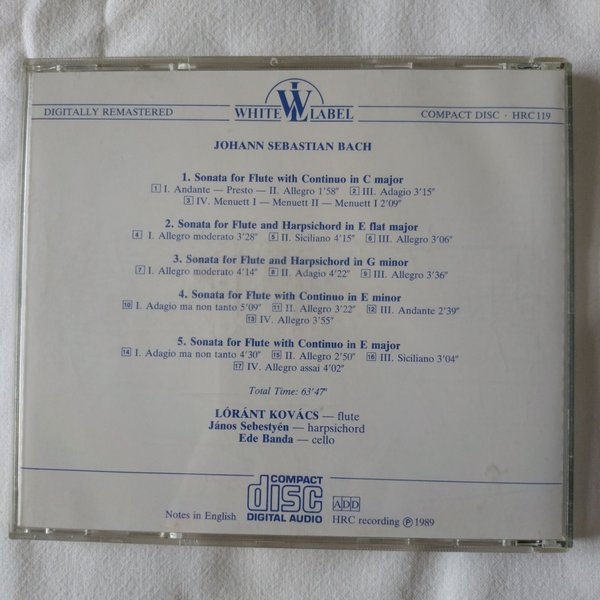 DIGITALLY REMASTERED
WL
WHITE LABEL
COMPACT DISC · HRC 119
JOHANN SEBASTIAN BACH
1. Sonata for Flute with Continuo in C major
1 I. Andante — Presto — II. Allegro 1'58" 2 III. Adagio 3'15"
3 IV. Menuett I — Menuett II — Menuett I 2'09"
2. Sonata for Flute and Harpsichord in E flat major
4 I. Allegro moderato 3'28" 5 II. Siciliano 4'15" 6 III. Allegro 3'06"
3. Sonata for Flute and Harpsichord in G minor
7 I. Allegro moderato 4'14" 8 II. Adagio 4'22" 9 III. Allegro 3'36"
4. Sonata for Flute with Continuo in E minor
10 I. Adagio ma non tanto 5'09" 11 II. Allegro 3'22" 12 III. Andante 2'39"
13 IV. Allegro 3'55"
5. Sonata for Flute with Continuo in E major
14 I. Adagio ma non tanto 4'30" 15 II. Allegro 2'50" 16 III. Siciliano 3'04"
17 IV. Allegro assai 4'02"
Total Time: 63'47"
LÓRÁNT KOVÁCS — flute
János Sebestyén — harpsichord
Ede Banda — cello
COMPACT
disc
DIGITAL AUDIO
ADD
Notes in English
HRC recording ℗ 1989